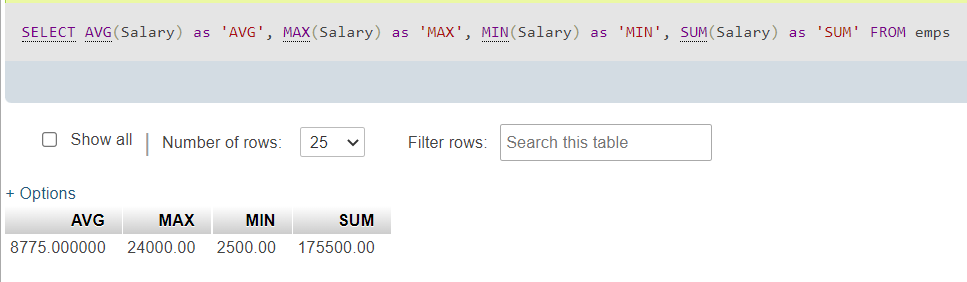 SELECT AVG(Salary) as 'AVG', MAX(Salary) as 'MAX', MIN(Salary) as 'MIN', SUM(Salary) as 'SUM' FROM emps
Show all | Number of rows: 25 Filter rows: Search this table
+ Options
AVG MAX MIN SUM
8775.000000 24000.00 2500.00 175500.00